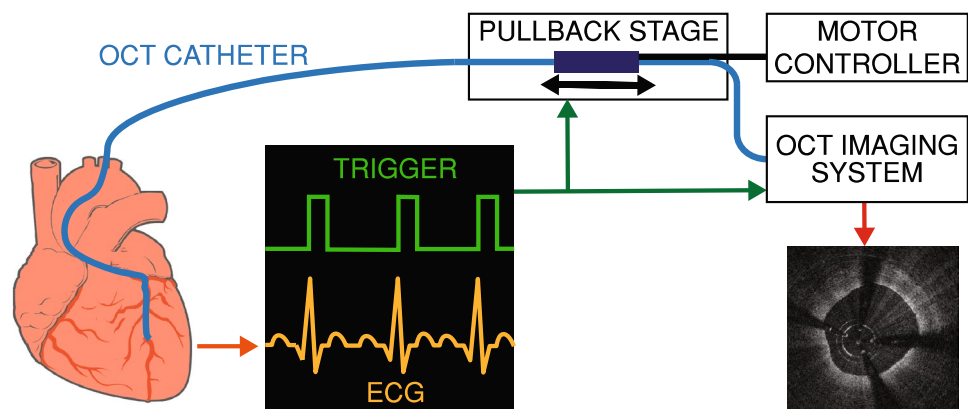 OCT CATHETER
PULLBACK STAGE
MOTOR
CONTROLLER
OCT IMAGING
SYSTEM
TRIGGER
ECG